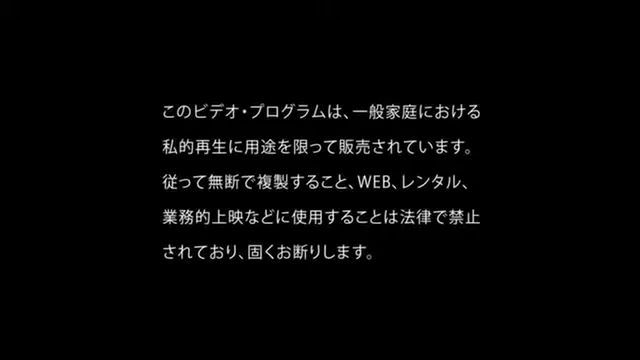 このビデオ・プログラムは、一般家庭における
私的再生に用途を限って販売されています。
従って無断で複製すること、WEB、レンタル、
業務的上映などに使用することは法律で禁止
されており、固くお断りします。